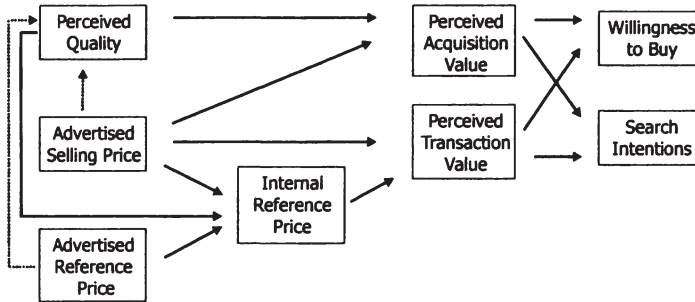 Perceived
Quality
Perceived
Acquisition
Value
Willingness
to Buy
Advertised
Selling Price
Perceived
Transaction
Value
Search
Intentions
Internal
Reference
Price
Advertised
Reference
Price